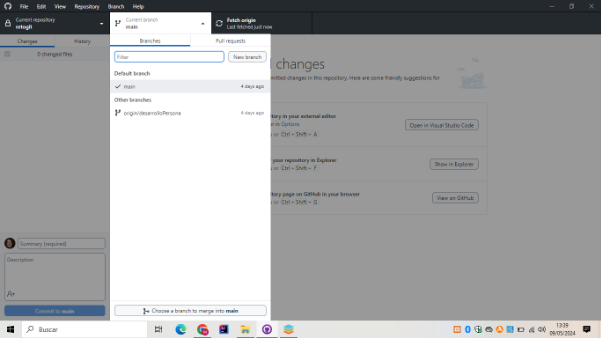 File Edit View Repository Branch Help
Current repository
Current branch
main
Fetch origin
Last fetched just now
Changes
History
Branches
Pull requests
0 changed files
Filter
New branch
changes
mitted changes in this repository. Here are some friendly suggestions for
Default branch
main
4 days ago
Other branches
origin/desarrolloPersona
4 days ago
tory in your external editor
in Options
or Ctrl + Shift + A
Open in Visual Studio Code
your repository in Explorer
or Ctrl + Shift + F
Show in Explorer
tory page on GitHub in your browser
or Ctrl + Shift + G
View on GitHub
Summary (required)
Description
Commit to main
Choose a branch to merge into main
Buscar
13:39
09/05/2024